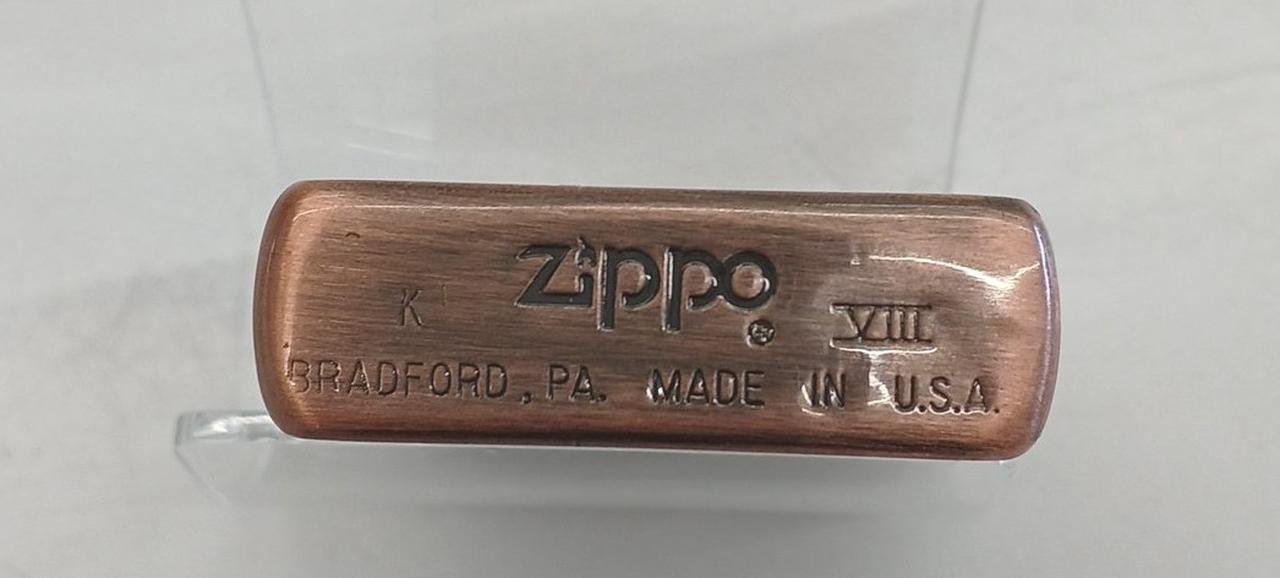 zippo ®
K VIII
BRADFORD, PA. MADE IN U.S.A.